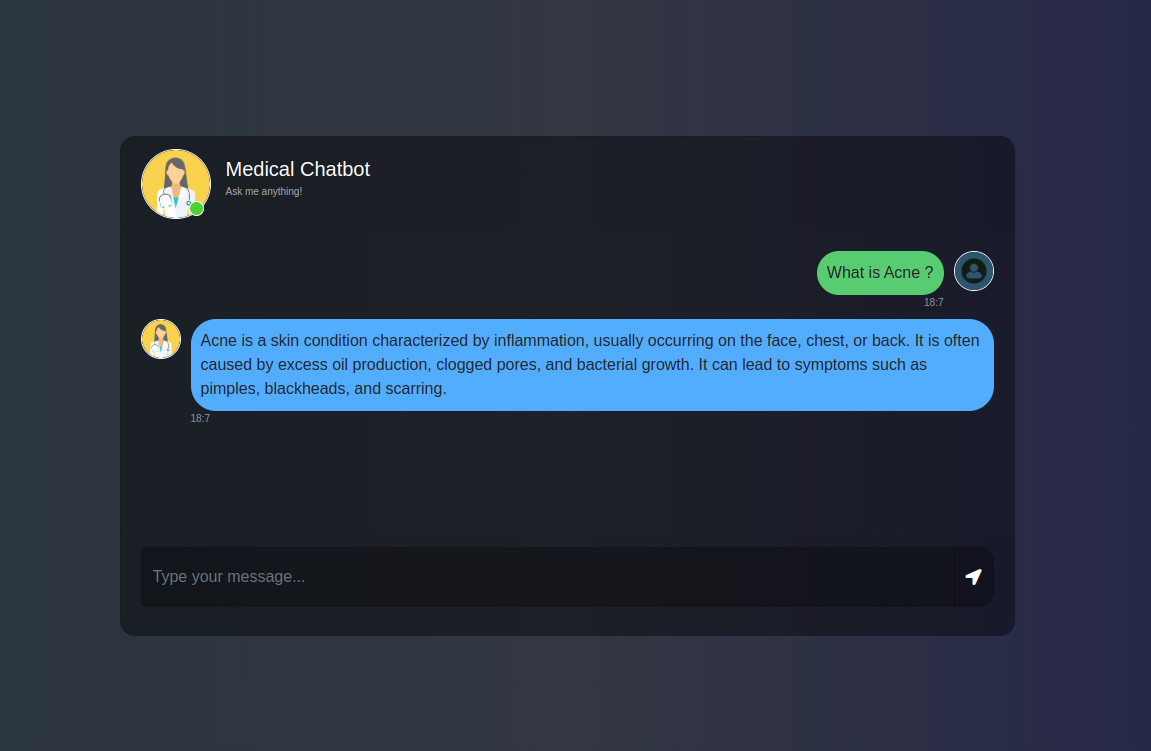 Medical Chatbot
Ask me anything!
What is Acne ?
18:7
Acne is a skin condition characterized by inflammation, usually occurring on the face, chest, or back. It is often
caused by excess oil production, clogged pores, and bacterial growth. It can lead to symptoms such as
pimples, blackheads, and scarring.
18:7
Type your message...